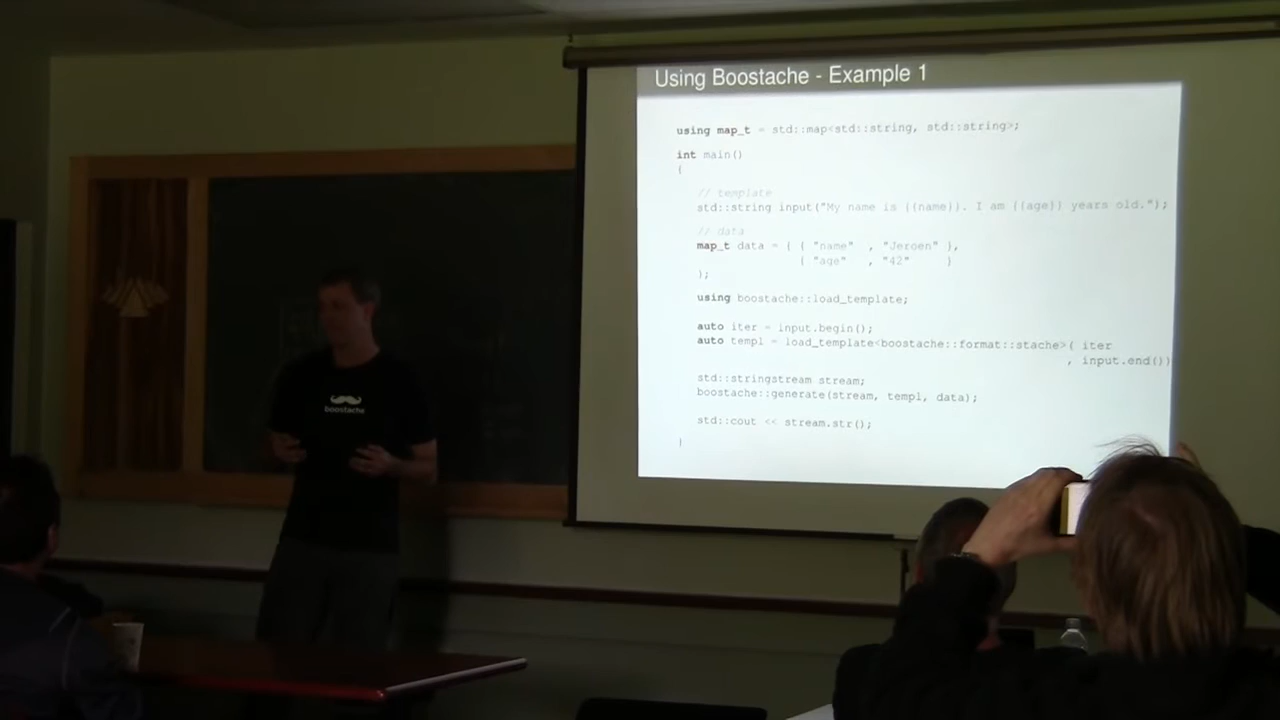 Using Boostache - Example 1
using map_t = std::map<std::string, std::string>;
int main()
{
// template
std::string input("My name is {{name}}. I am {{age}} years old.");
// data
map_t data = { { "name" , "Jeroen" },
{ "age" , "42" }
};
using boostache::load_template;
auto iter = input.begin();
auto templ = load_template<boostache::format::stache>( iter
, input.end())
std::stringstream stream;
boostache::generate(stream, templ, data);
std::cout << stream.str();
}
boostache